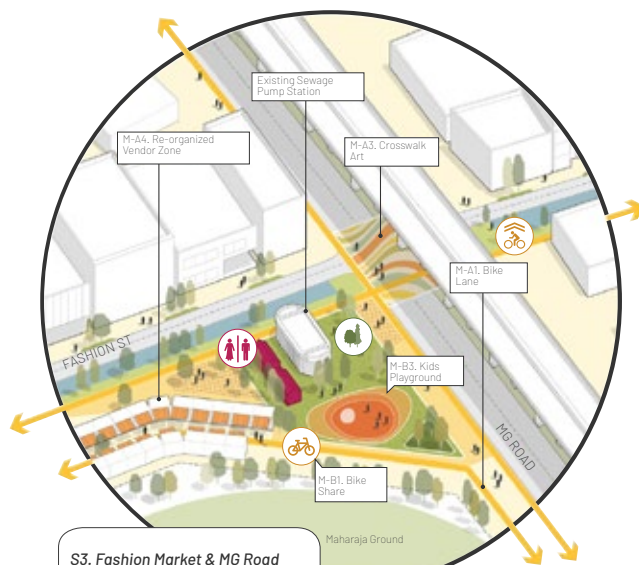 Existing Sewage
Pump Station
M-A4. Re-organized
Vendor Zone
M-A3. Crosswalk
Art
M-A1. Bike
Lane
FASHION ST
M-B3. Kids
Playground
MG ROAD
M-B1. Bike
Share
Maharaja Ground
S3. Fashion Market & MG Road